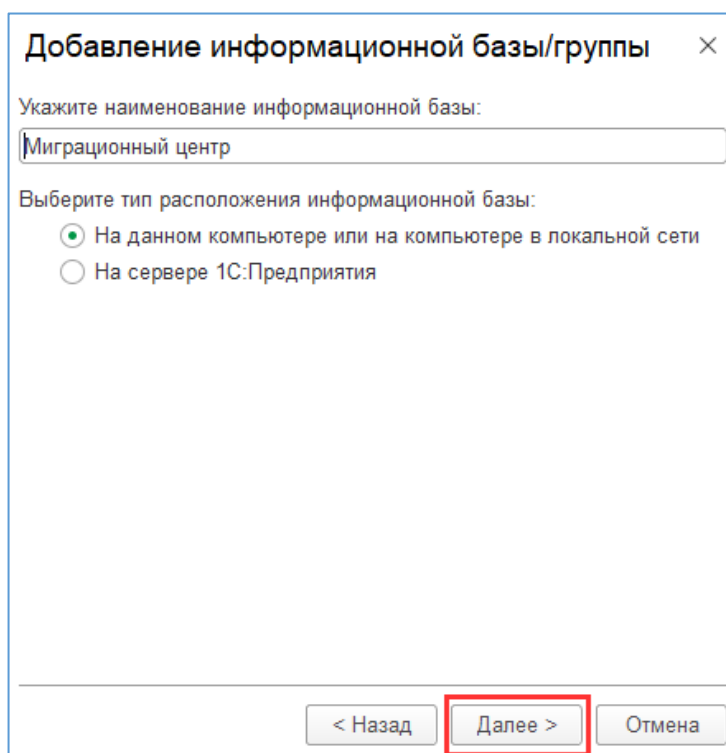 Добавление информационной базы/группы
Укажите наименование информационной базы:
Миграционный центр
Выберите тип расположения информационной базы:
На данном компьютере или на компьютере в локальной сети
На сервере 1С:Предприятия
< Назад Далее > Отмена